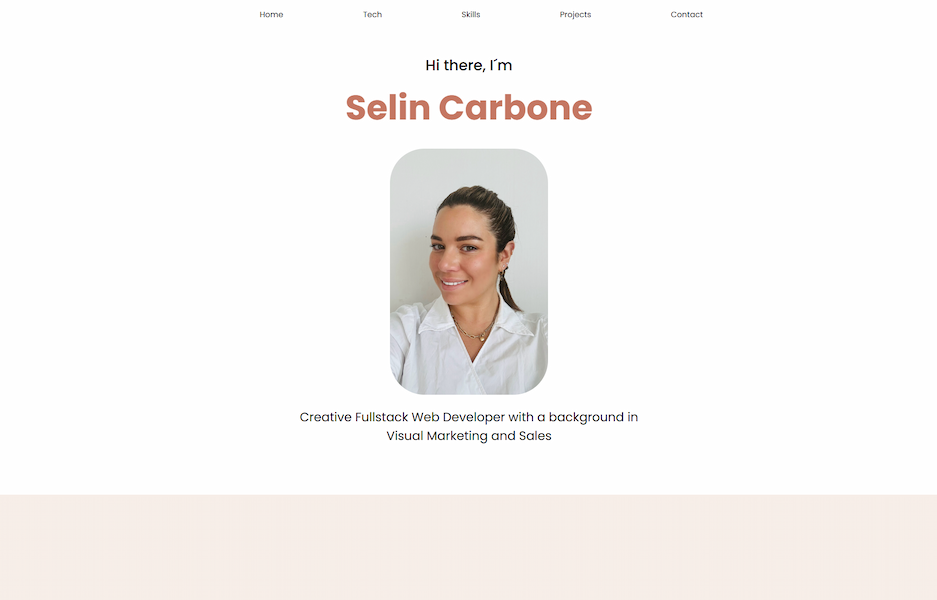 Home Tech Skills Projects Contact
Hi there, I´m
Selin Carbone
Creative Fullstack Web Developer with a background in
Visual Marketing and Sales